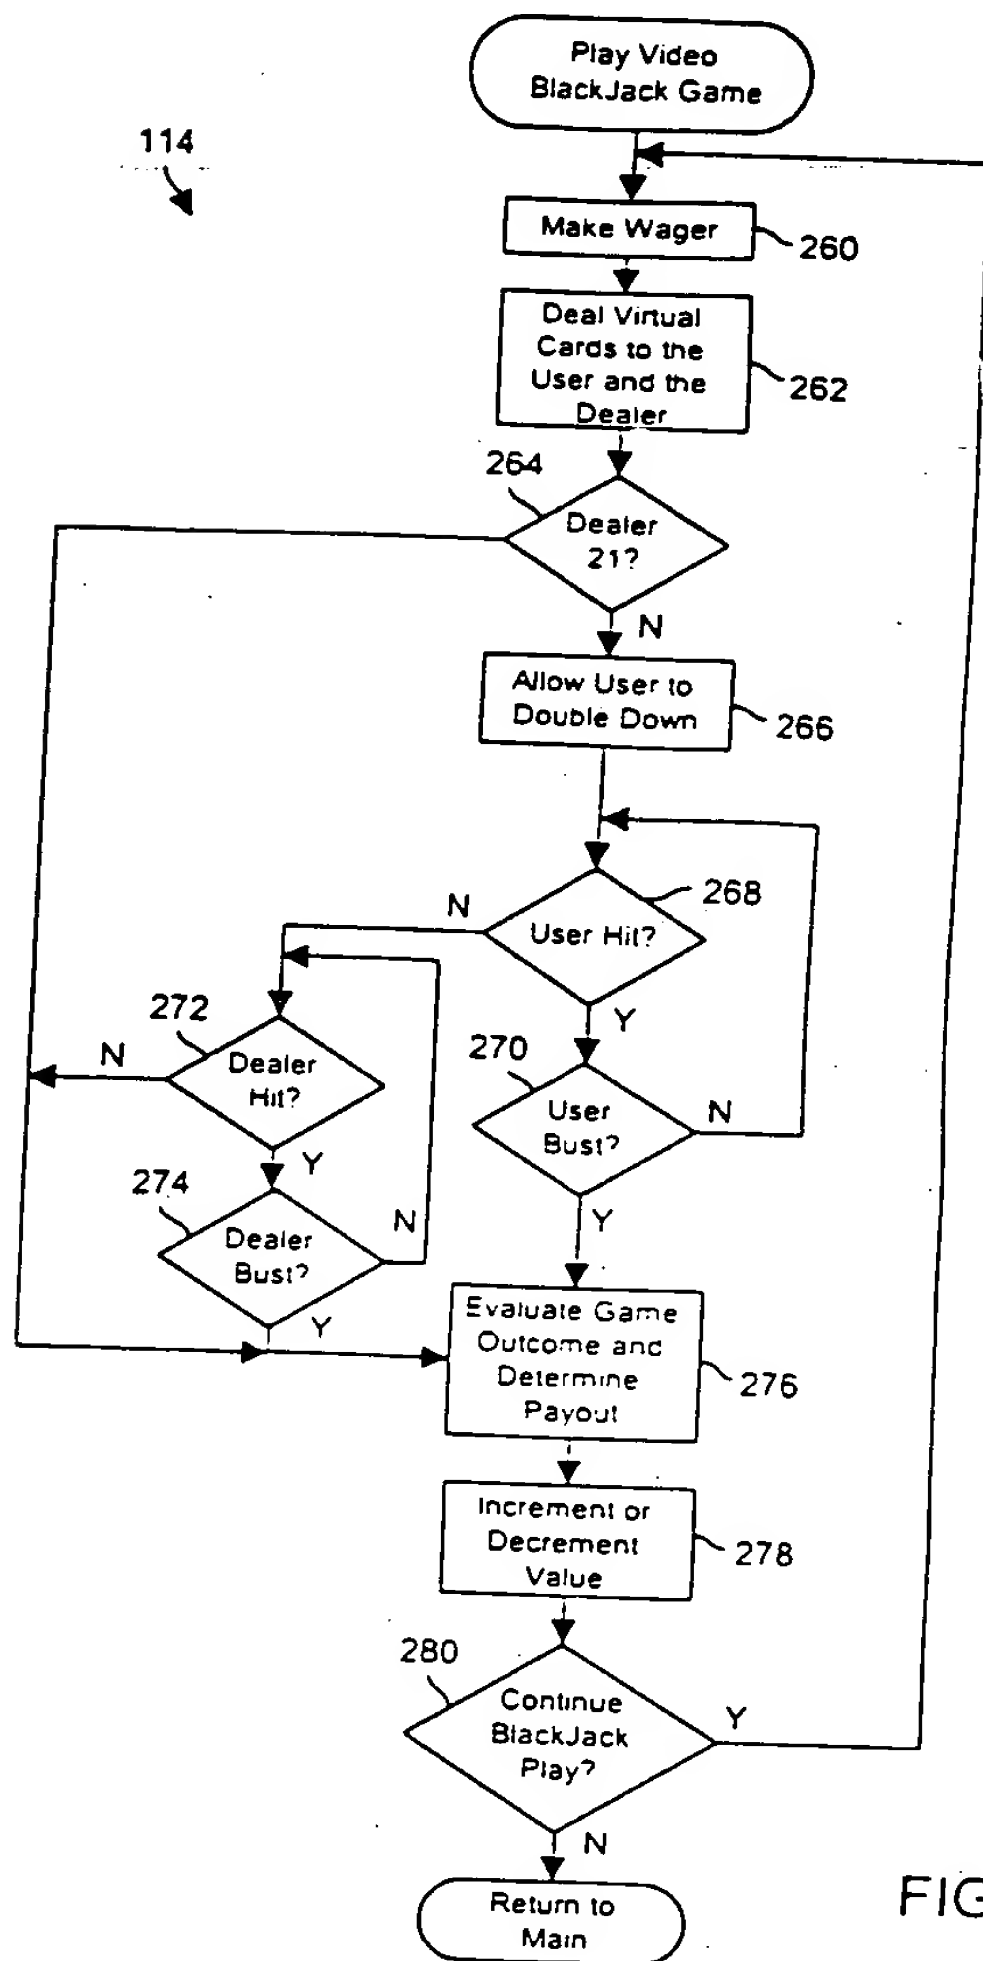 Play Video
BlackJack Game
114
Make Wager
260
Deal Virtual
Cards to the
User and the
Dealer
262
264
Dealer
21?
N
Allow User to
Double Down
266
N
User Hit?
268
Y
272
Dealer
Hit?
N
Y
270
User
Bust?
N
Y
274
Dealer
Bust?
N
Y
Evaluate Game
Outcome and
Determine
Payout
276
Increment or
Decrement
Value
278
280
Continue
BlackJack
Play?
Y
N
Return to
Main
FIG